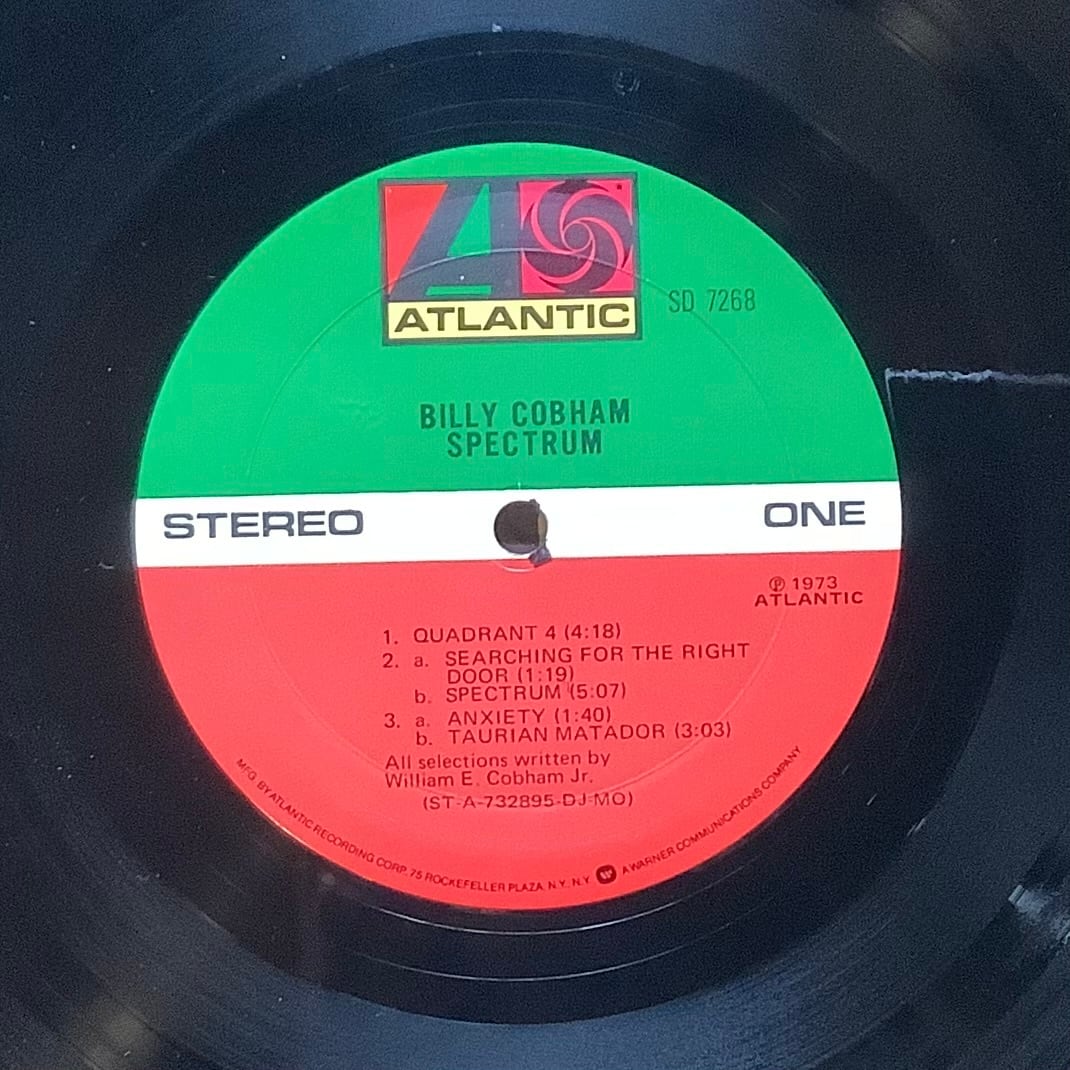 ATLANTIC
SD 7268
BILLY COBHAM
SPECTRUM
STEREO
ONE
℗ 1973
ATLANTIC
1. QUADRANT 4 (4:18)
2. a. SEARCHING FOR THE RIGHT
DOOR (1:19)
b. SPECTRUM (5:07)
3. a. ANXIETY (1:40)
b. TAURIAN MATADOR (3:03)
All selections written by
William E. Cobham Jr.
(ST-A-732895-DJ-MO)
MFG BY ATLANTIC RECORDING CORP. 75 ROCKEFELLER PLAZA N.Y. N.Y. A WARNER COMMUNICATIONS COMPANY